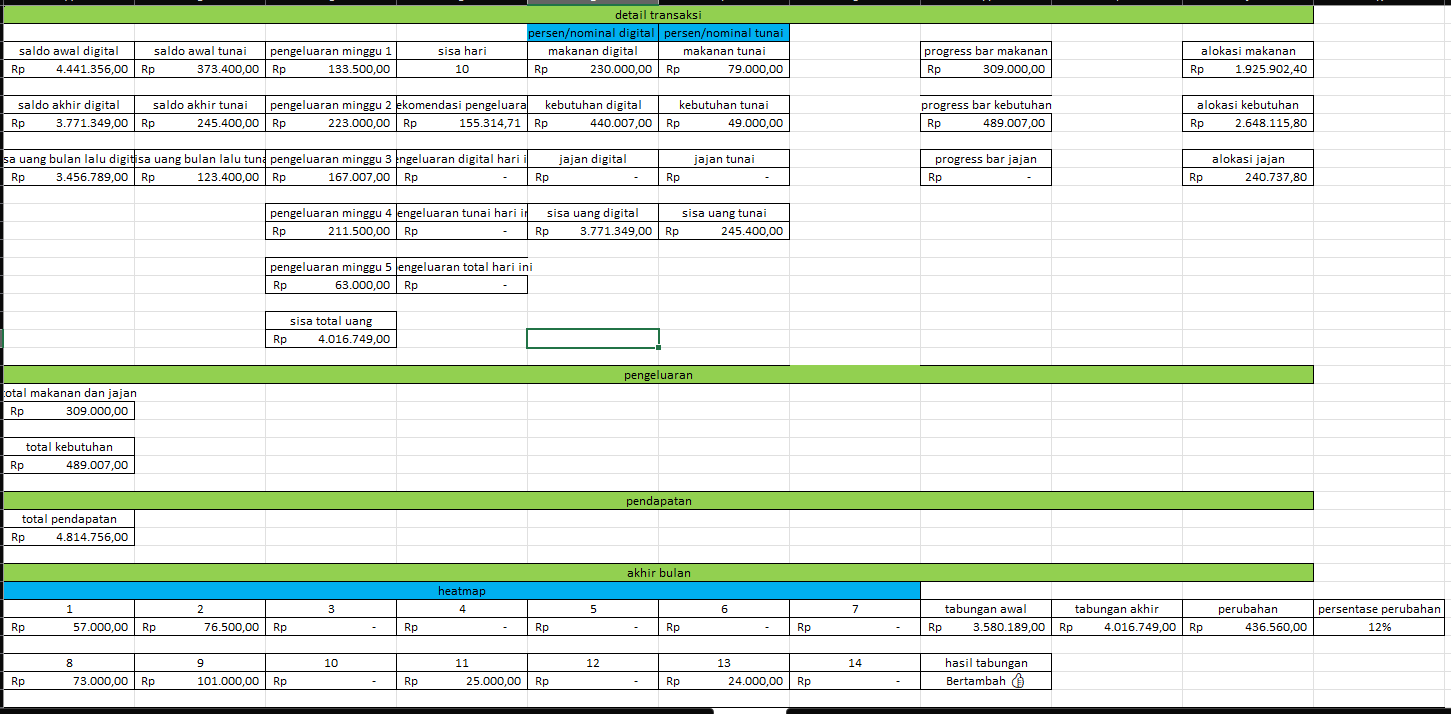 detail transaksi
persen/nominal digital persen/nominal tunai
saldo awal digital saldo awal tunai pengeluaran minggu 1 sisa hari makanan digital makanan tunai progress bar makanan alokasi makanan
Rp 4.441.356,00 Rp 373.400,00 Rp 133.500,00 10 Rp 230.000,00 Rp 79.000,00 Rp 309.000,00 Rp 1.925.902,40
saldo akhir digital saldo akhir tunai pengeluaran minggu 2 ekomendasi pengeluara kebutuhan digital kebutuhan tunai progress bar kebutuhan alokasi kebutuhan
Rp 3.771.349,00 Rp 245.400,00 Rp 223.000,00 Rp 155.314,71 Rp 440.007,00 Rp 49.000,00 Rp 489.007,00 Rp 2.648.115,80
sa uang bulan lalu digit isa uang bulan lalu tuna pengeluaran minggu 3 engeluaran digital hari i jajan digital jajan tunai progress bar jajan alokasi jajan
Rp 3.456.789,00 Rp 123.400,00 Rp 167.007,00 Rp - Rp - Rp - Rp - Rp 240.737,80
pengeluaran minggu 4 engeluaran tunai hari in sisa uang digital sisa uang tunai
Rp 211.500,00 Rp - Rp 3.771.349,00 Rp 245.400,00
pengeluaran minggu 5 engeluaran total hari ini
Rp 63.000,00 Rp -
sisa total uang
Rp 4.016.749,00
pengeluaran
total makanan dan jajan
Rp 309.000,00
total kebutuhan
Rp 489.007,00
pendapatan
total pendapatan
Rp 4.814.756,00
akhir bulan
heatmap
1 2 3 4 5 6 7 tabungan awal tabungan akhir perubahan persentase perubahan
Rp 57.000,00 Rp 76.500,00 Rp - Rp - Rp - Rp - Rp - Rp 3.580.189,00 Rp 4.016.749,00 Rp 436.560,00 12%
8 9 10 11 12 13 14 hasil tabungan
Rp 73.000,00 Rp 101.000,00 Rp - Rp 25.000,00 Rp - Rp 24.000,00 Rp - Bertambah 👍